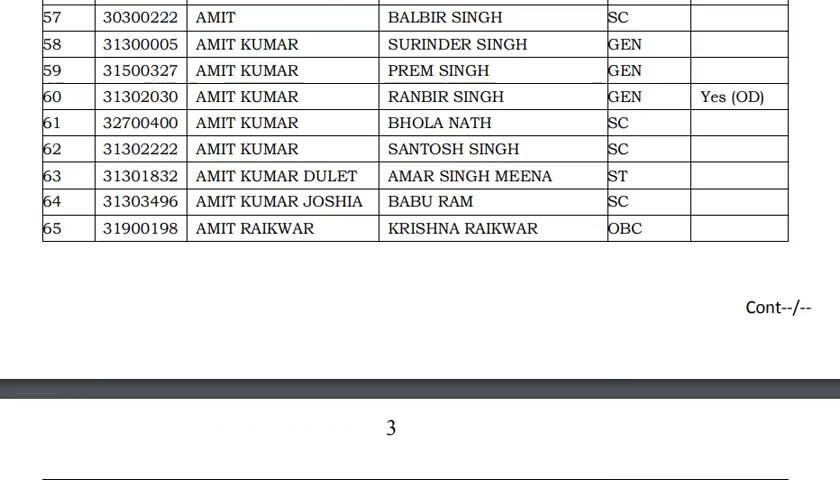 57 30300222 AMIT BALBIR SINGH SC
58 31300005 AMIT KUMAR SURINDER SINGH GEN
59 31500327 AMIT KUMAR PREM SINGH GEN
60 31302030 AMIT KUMAR RANBIR SINGH GEN Yes (OD)
61 32700400 AMIT KUMAR BHOLA NATH SC
62 31302222 AMIT KUMAR SANTOSH SINGH SC
63 31301832 AMIT KUMAR DULET AMAR SINGH MEENA ST
64 31303496 AMIT KUMAR JOSHIA BABU RAM SC
65 31900198 AMIT RAIKWAR KRISHNA RAIKWAR OBC
Cont--/--
3